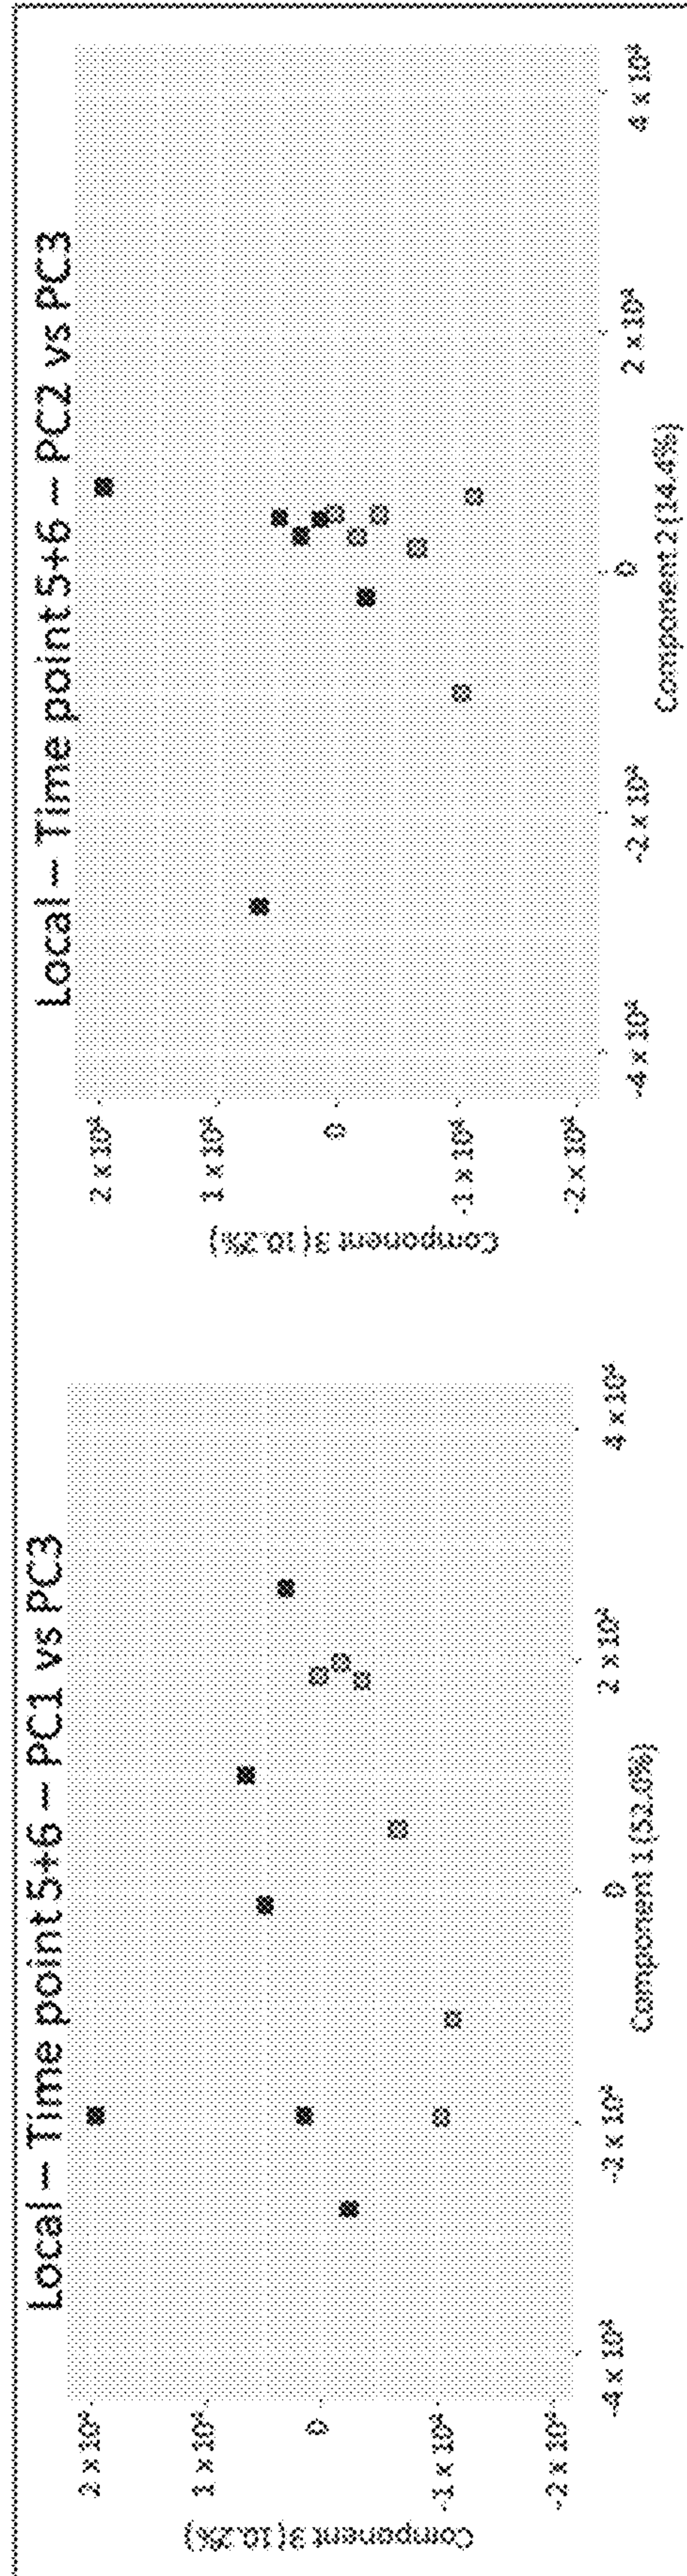 Local – Time point 5+6 – PC1 vs PC3
2 x 10⁴
1 x 10⁴
0
-1 x 10⁴
-2 x 10⁴
Component 3 (10.2%)
-4 x 10⁴
-2 x 10⁴
0
2 x 10⁴
4 x 10⁴
Component 1 (52.0%)
Local – Time point 5+6 – PC2 vs PC3
2 x 10⁴
1 x 10⁴
0
-1 x 10⁴
-2 x 10⁴
Component 3 (10.2%)
-4 x 10⁴
-2 x 10⁴
0
2 x 10⁴
4 x 10⁴
Component 2 (14.4%)